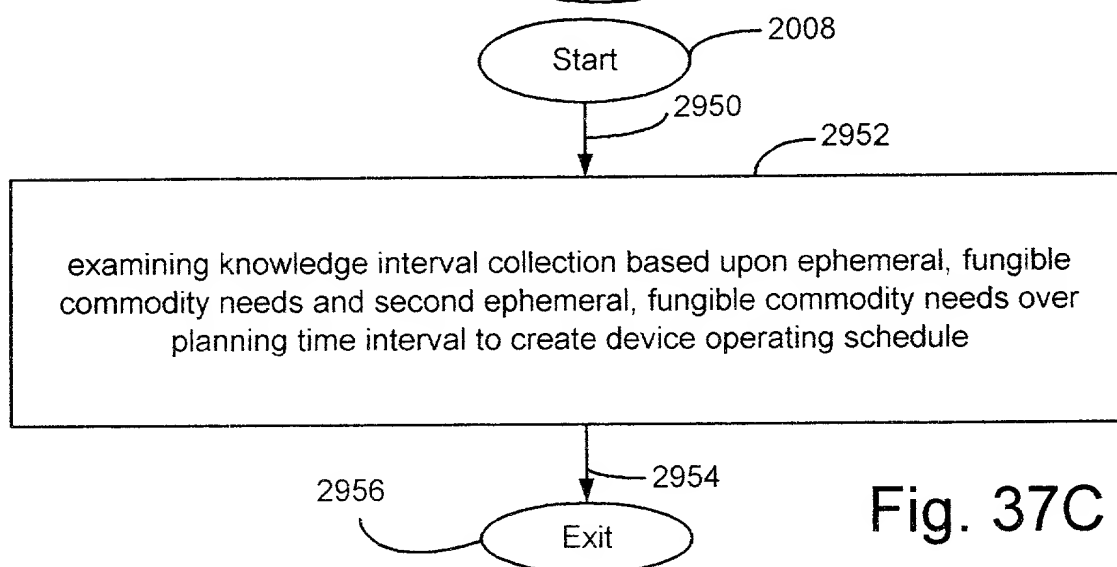 2008
Start
2950
2952
examining knowledge interval collection based upon ephemeral, fungible
commodity needs and second ephemeral, fungible commodity needs over
planning time interval to create device operating schedule
2954
2956
Exit
Fig. 37C